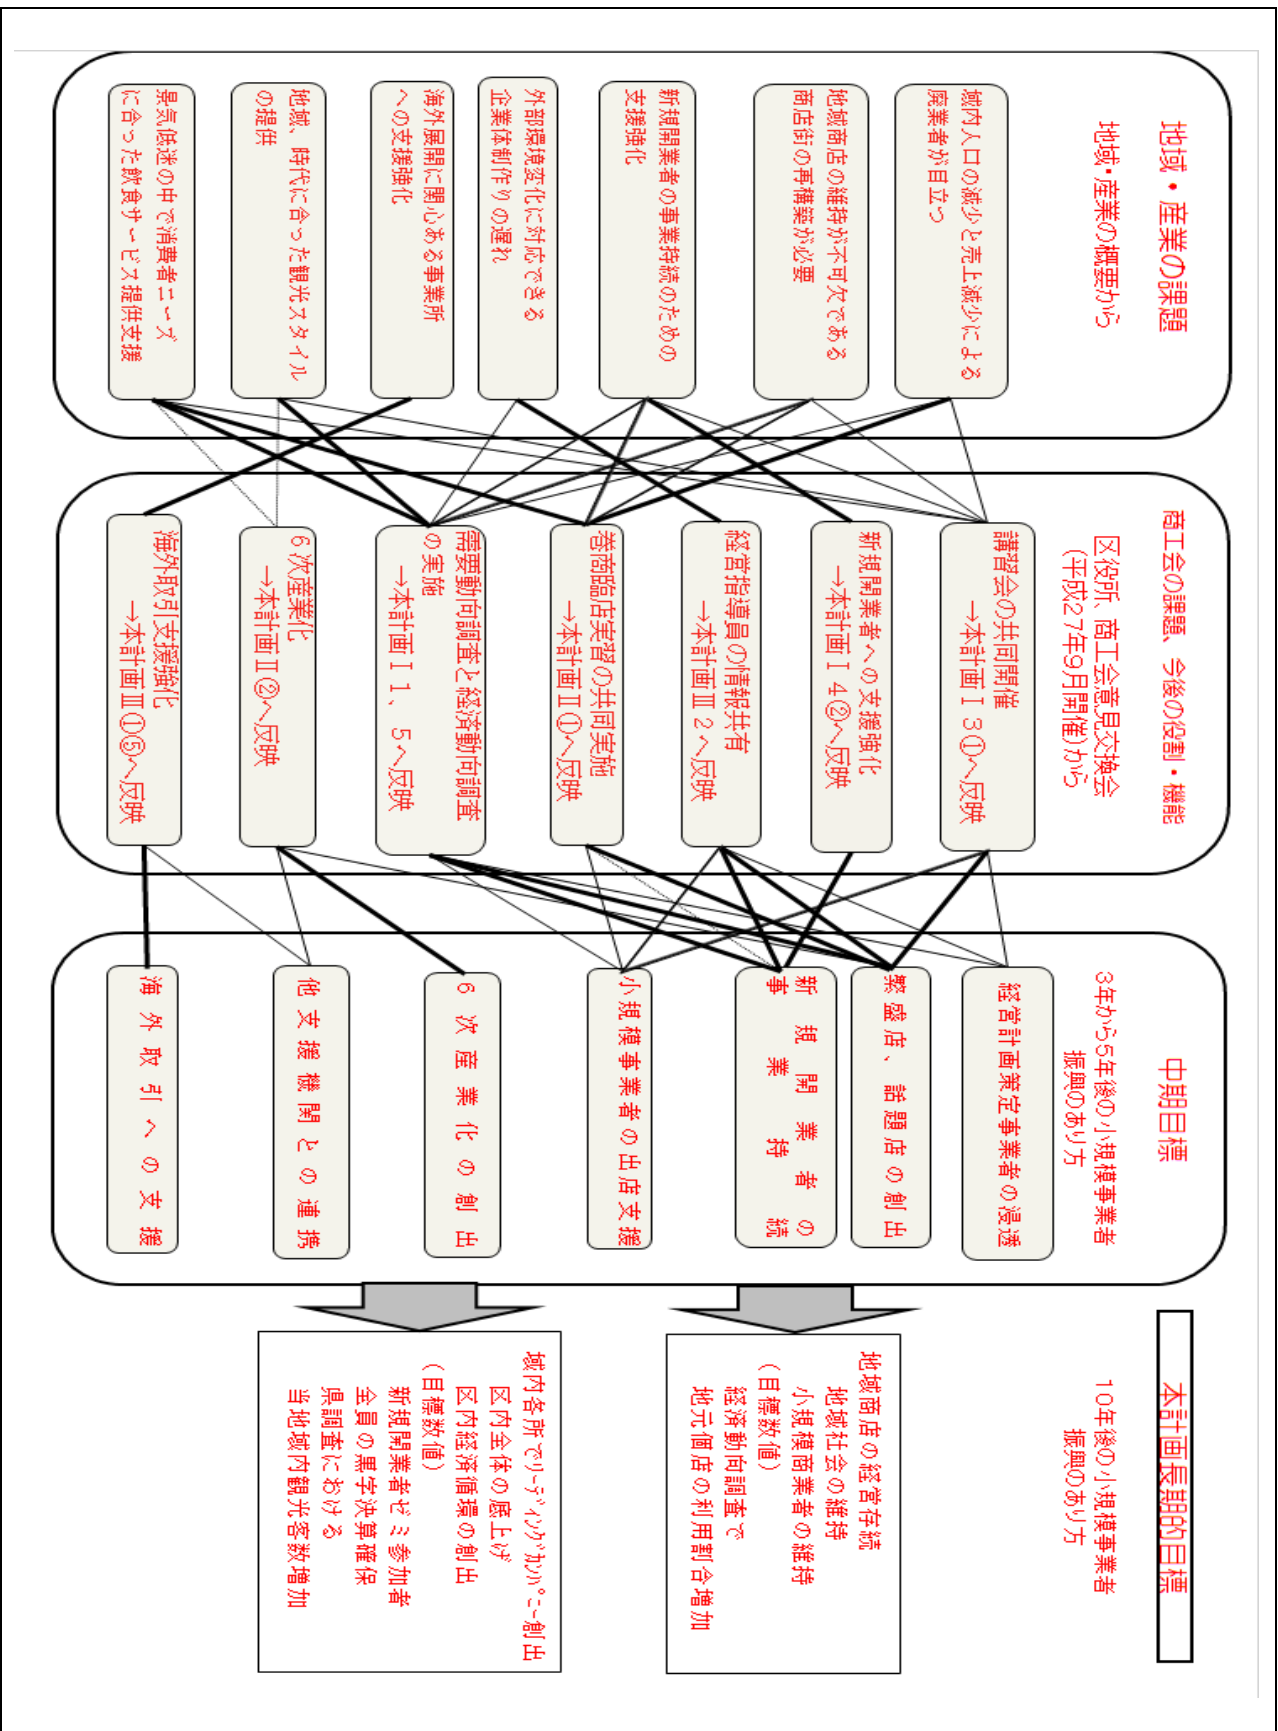 地域・産業の課題
地域・産業の概要から
域内人口の減少と売上減少による
廃業者が目立つ
地域商店の維持が不可欠である
商店街の再構築が必要
新規開業者の事業持続のための
支援強化
外部環境変化に対応できる
企業体制作りの遅れ
海外展開に関心ある事業所
への支援強化
地域、時代に合った観光スタイル
の提供
景気低迷の中で消費者ニーズ
に合った飲食サービス提供支援
商工会の課題、今後の役割・機能
区役所、商工会意見交換会
(平成27年9月開催)から
講習会の共同開催
→本計画Ⅰ３①へ反映
新規開業者への支援強化
→本計画Ⅰ４②へ反映
経営指導員の情報共有
→本計画Ⅲ２へ反映
巻商臨店実習の共同実施
→本計画Ⅱ①へ反映
需要動向調査と経済動向調査
の実施
→本計画Ⅰ１、５へ反映
６次産業化
→本計画Ⅱ②へ反映
海外取引支援強化
→本計画Ⅲ①⑤へ反映
中期目標
3年から5年後の小規模事業者
振興のあり方
経営計画策定事業者の浸透
繁盛店、話題店の創出
新規開業者の
事業持続
小規模事業者の出店支援
６次産業化の創出
他支援機関との連携
海外取引への支援
本計画長期的目標
10年後の小規模事業者
振興のあり方
地域商店の経営存続
地域社会の維持
小規模商業者の維持
(目標数値)
経済動向調査で
地元個店の利用割合増加
域内各所でﾘｰﾃﾞｨﾝｸﾞｶﾝﾊﾟﾆｰ創出
区内全体の底上げ
区内経済循環の創出
(目標数値)
新規開業者ゼミ参加者
全員の黒字決算確保
県調査における
当地域内観光客数増加